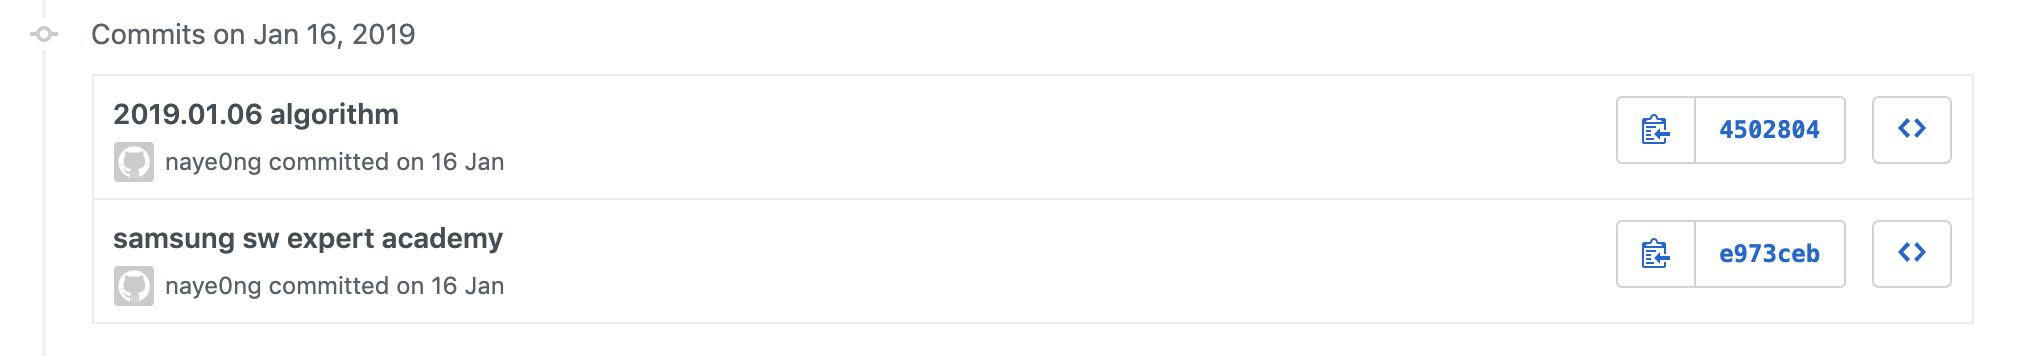 Commits on Jan 16, 2019
2019.01.06 algorithm
naye0ng committed on 16 Jan
4502804
samsung sw expert academy
naye0ng committed on 16 Jan
e973ceb